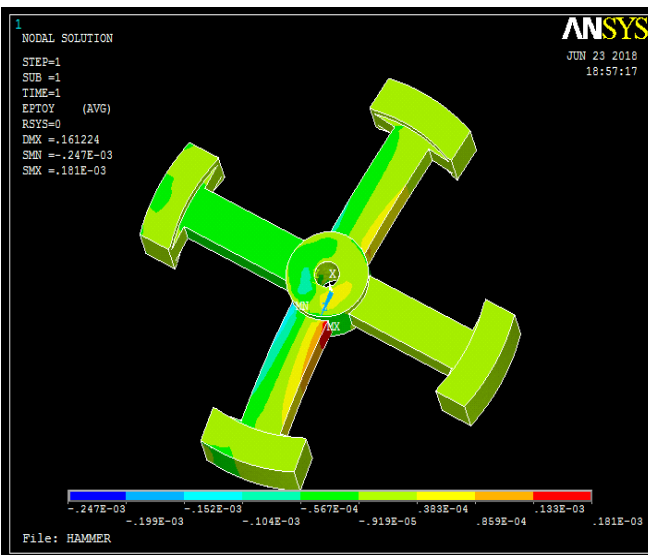 1
NODAL SOLUTION
ANSYS
JUN 23 2018
18:57:17
STEP=1
SUB =1
TIME=1
EPTOY (AVG)
RSYS=0
DMX =.161224
SMN =-.247E-03
SMX =.181E-03
X
MN
MX
-.247E-03 -.152E-03 -.567E-04 .383E-04 .133E-03
-.199E-03 -.104E-03 -.919E-05 .859E-04 .181E-03
File: HAMMER